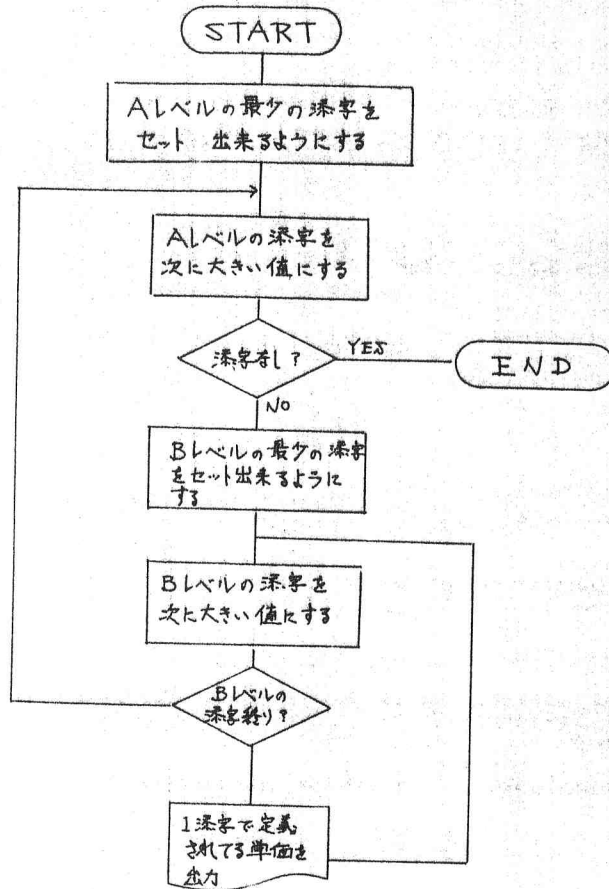 START
Aレベルの最少の添字を
セット 出来るようにする
Aレベルの添字を
次に大きい値にする
添字なし?
YES
END
NO
Bレベルの最少の添字
をセット出来るように
する
Bレベルの添字を
次に大きい値にする
Bレベルの
添字終り?
1添字で定義
されてる単価を
出力